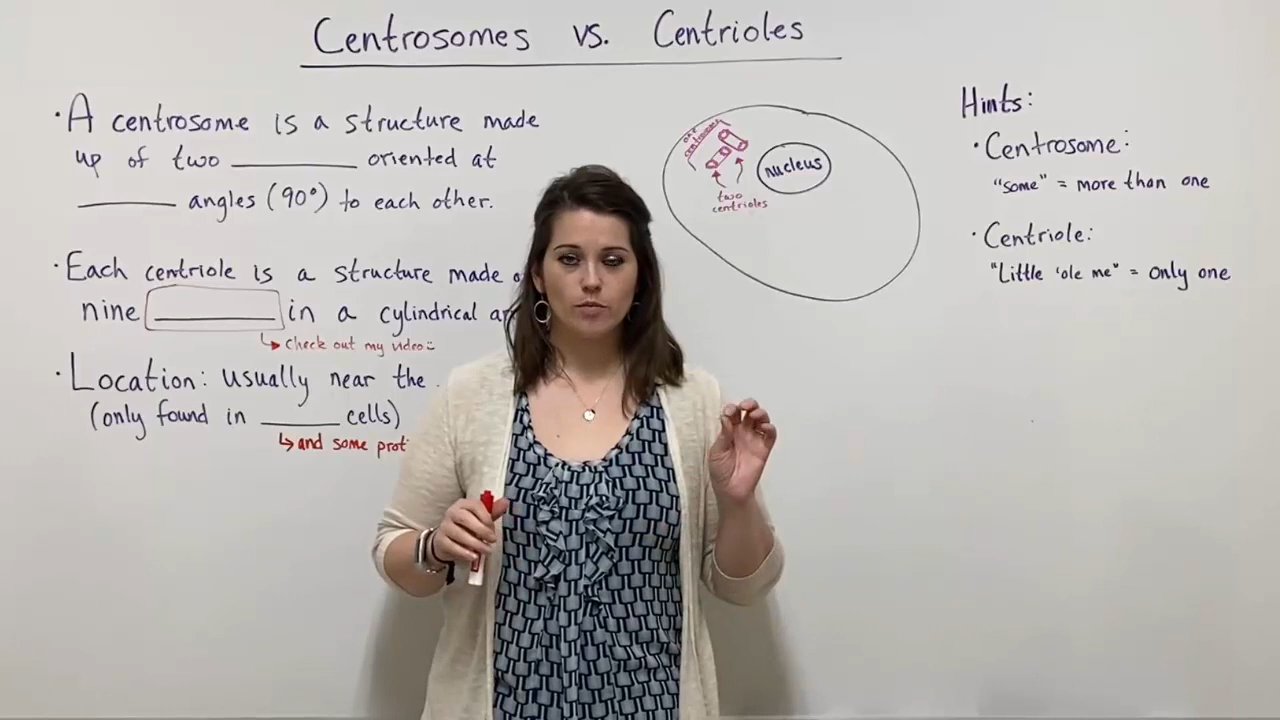 Centrosomes vs. Centrioles
· A centrosome is a structure made
up of two ________ oriented at
________ angles (90°) to each other.
· Each centriole is a structure made
nine ________ in a cylindrical
↳ check out my video
· Location: usually near the
(only found in ________ cells)
↳ and some
one
centrosome
two
centrioles
nucleus
Hints:
· Centrosome:
"some" = more than one
· Centriole:
"Little 'ole me" = only one